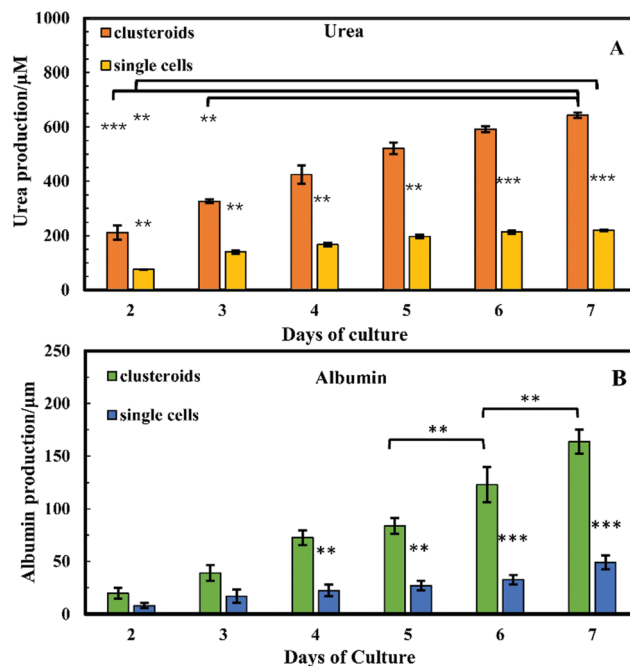 1000
clusteroids
Urea
A
single cells
800
*** ** **
600
Urea production/µM
400
*** ***
** **
** **
200
0
2 3 4 5 6 7
Days of culture
250
clusteroids
Albumin
B
single cells
200
** **
150
Albumin production/µm
100
*** ***
** **
50
0
2 3 4 5 6 7
Days of Culture